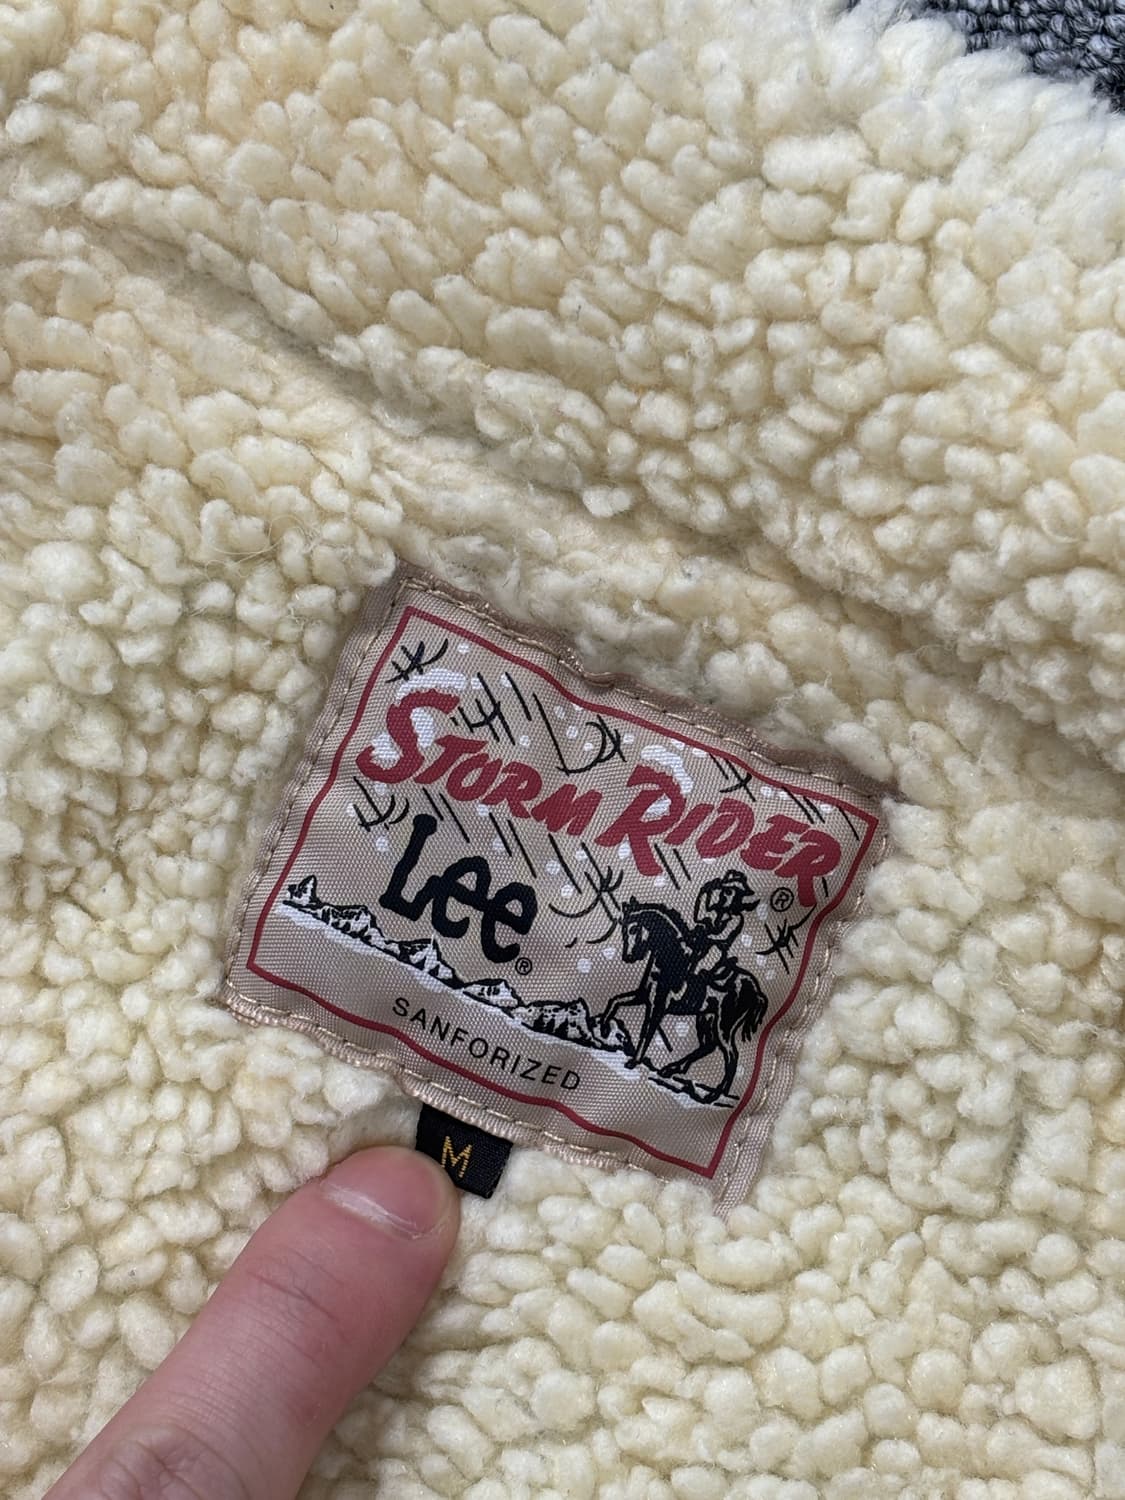 STORM RIDER
®
Lee®
SANFORIZED
M